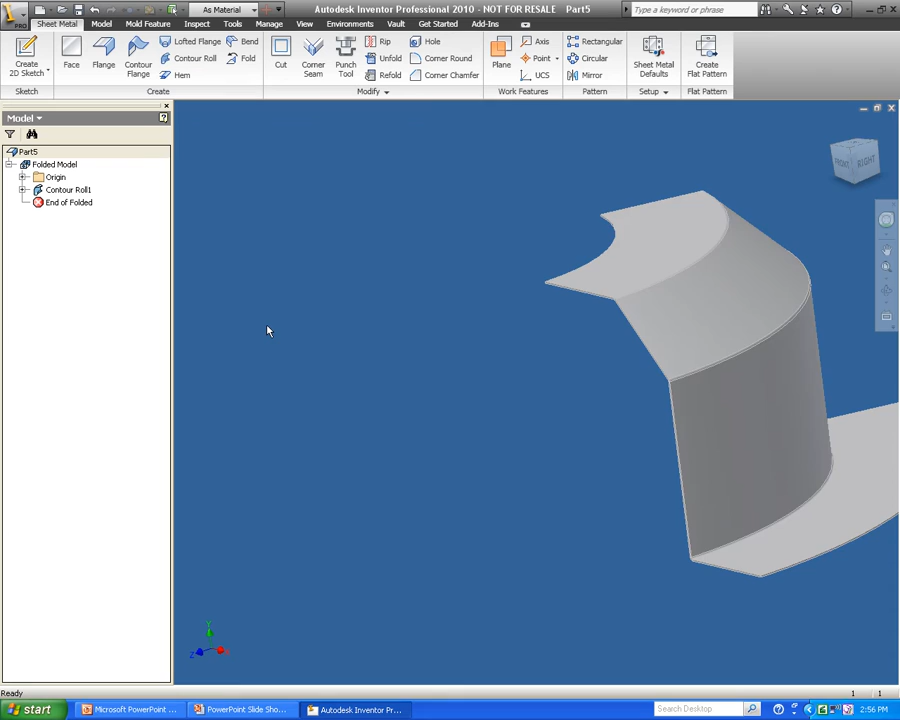 As Material
Autodesk Inventor Professional 2010 - NOT FOR RESALE Part5
Type a keyword or phrase
PRO
Sheet Metal Model Mold Feature Inspect Tools Manage Environments View Vault Get Started Add-Ins
Create 2D Sketch
Face
Flange
Contour Flange
Lofted Flange
Contour Roll
Hem
Bend
Fold
Cut
Corner Seam
Punch Tool
Rip
Unfold
Refold
Hole
Corner Round
Corner Chamfer
Plane
Axis
Point
UCS
Rectangular
Circular
Mirror
Sheet Metal Defaults
Create Flat Pattern
Sketch Create Modify Work Features Pattern Setup Flat Pattern
Model
Part5
Folded Model
Origin
Contour Roll1
End of Folded
FRONT RIGHT
Y
Z X
Ready 1 1
start Microsoft PowerPoint ... PowerPoint Slide Sho... Autodesk Inventor Pr... Search Desktop 2:56 PM